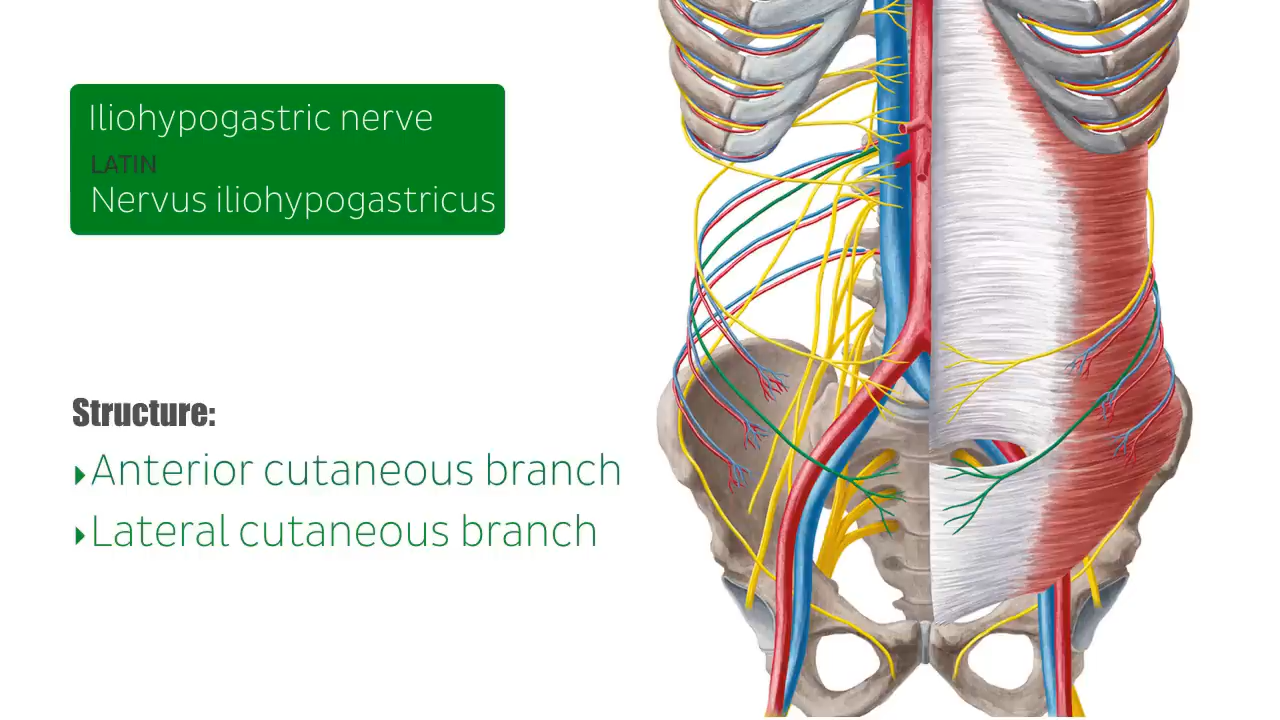 Iliohypogastric nerve
LATIN
Nervus iliohypogastricus
Structure:
Anterior cutaneous branch
Lateral cutaneous branch